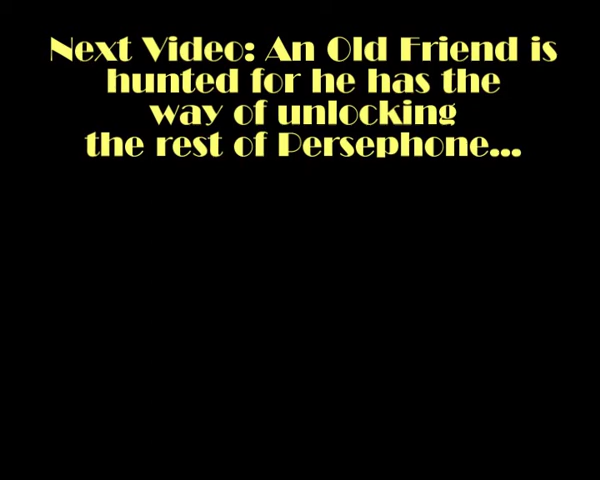 Next Video: An Old Friend is
hunted for he has the
way of unlocking
the rest of Persephone...